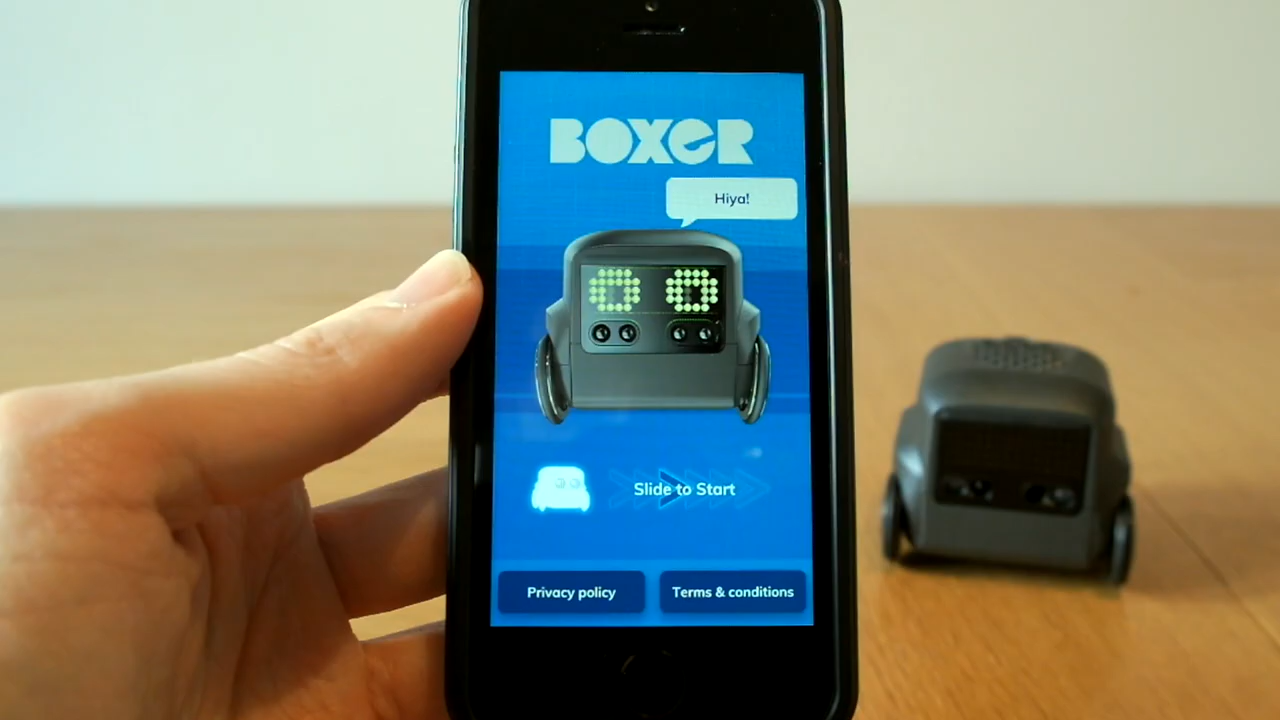 BOXER
Hiya!
Slide to Start
Privacy policy
Terms & conditions